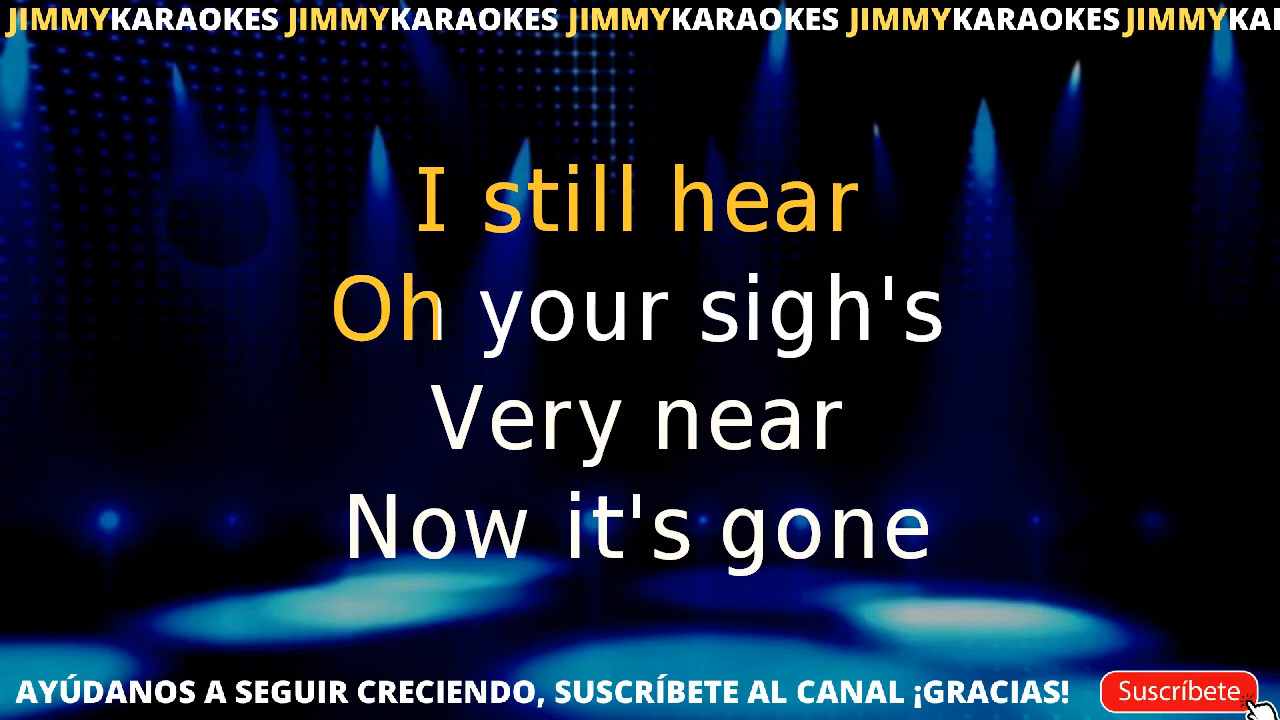 JIMMYKARAOKES JIMMYKARAOKES JIMMYKARAOKES JIMMYKARAOKES JIMMYKAR
I still hear
Oh your sigh's
Very near
Now it's gone
AYÚDANOS A SEGUIR CRECIENDO, SUSCRÍBETE AL CANAL ¡GRACIAS! Suscríbete